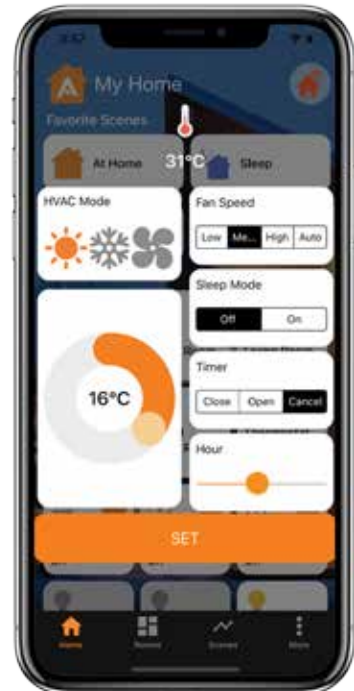 My Home
Favorite Scenes
At Home
31°C
Sleep
HVAC Mode
Fan Speed
Low
Me...
High
Auto
Sleep Mode
Off
On
Timer
16°C
Close
Open
Cancel
Hour
SET
Home
Rooms
Scenes
More